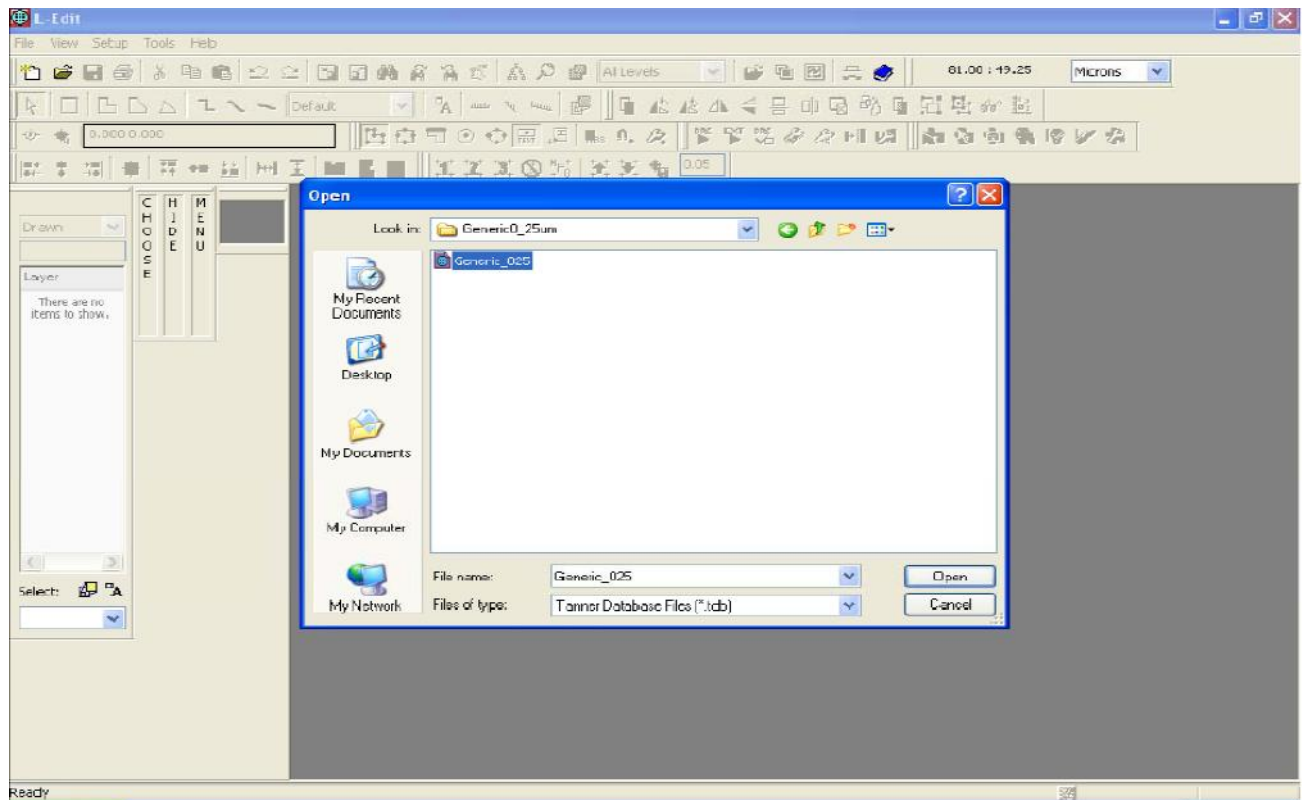 L-Edit
File View Setup Tools Help
All Levels
81.00 : 49.25
Microns
Default
0.000 0.000
0.05
Drawn
Layer
There are no
items to show.
CHOOSE
HIDE
MENU
Select:
Open
Look in:
Generic0_25um
Generic_025
My Recent
Documents
Desktop
My Documents
My Computer
My Network
File name:
Generic_025
Open
Files of type:
Tanner Database Files (*.tdb)
Cancel
Ready